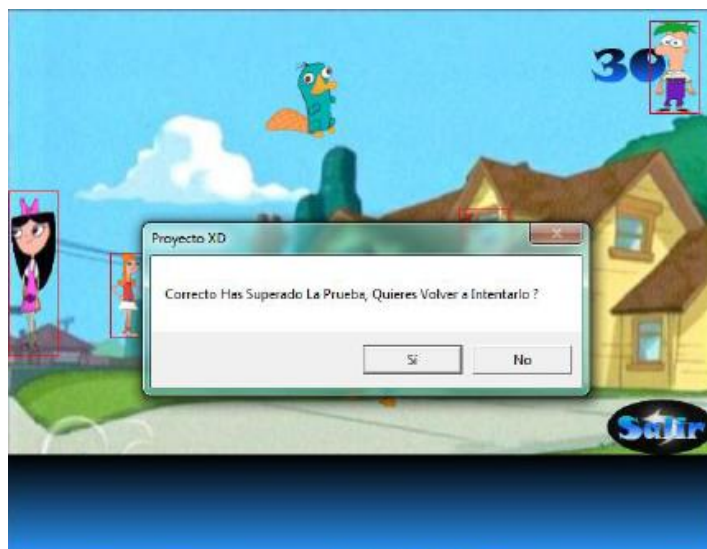 30
Proyecto XD
Correcto Has Superado La Prueba, Quieres Volver a Intentarlo ?
Sí
No
Salir